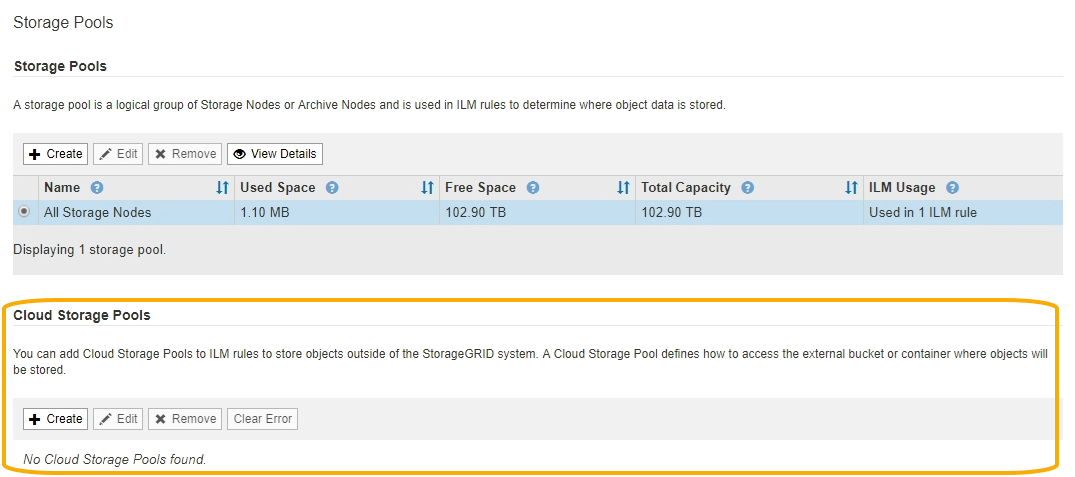 Storage Pools
Storage Pools
A storage pool is a logical group of Storage Nodes or Archive Nodes and is used in ILM rules to determine where object data is stored.
Create Edit Remove View Details
Name Used Space Free Space Total Capacity ILM Usage
All Storage Nodes 1.10 MB 102.90 TB 102.90 TB Used in 1 ILM rule
Displaying 1 storage pool.
Cloud Storage Pools
You can add Cloud Storage Pools to ILM rules to store objects outside of the StorageGRID system. A Cloud Storage Pool defines how to access the external bucket or container where objects will
be stored.
Create Edit Remove Clear Error
No Cloud Storage Pools found.